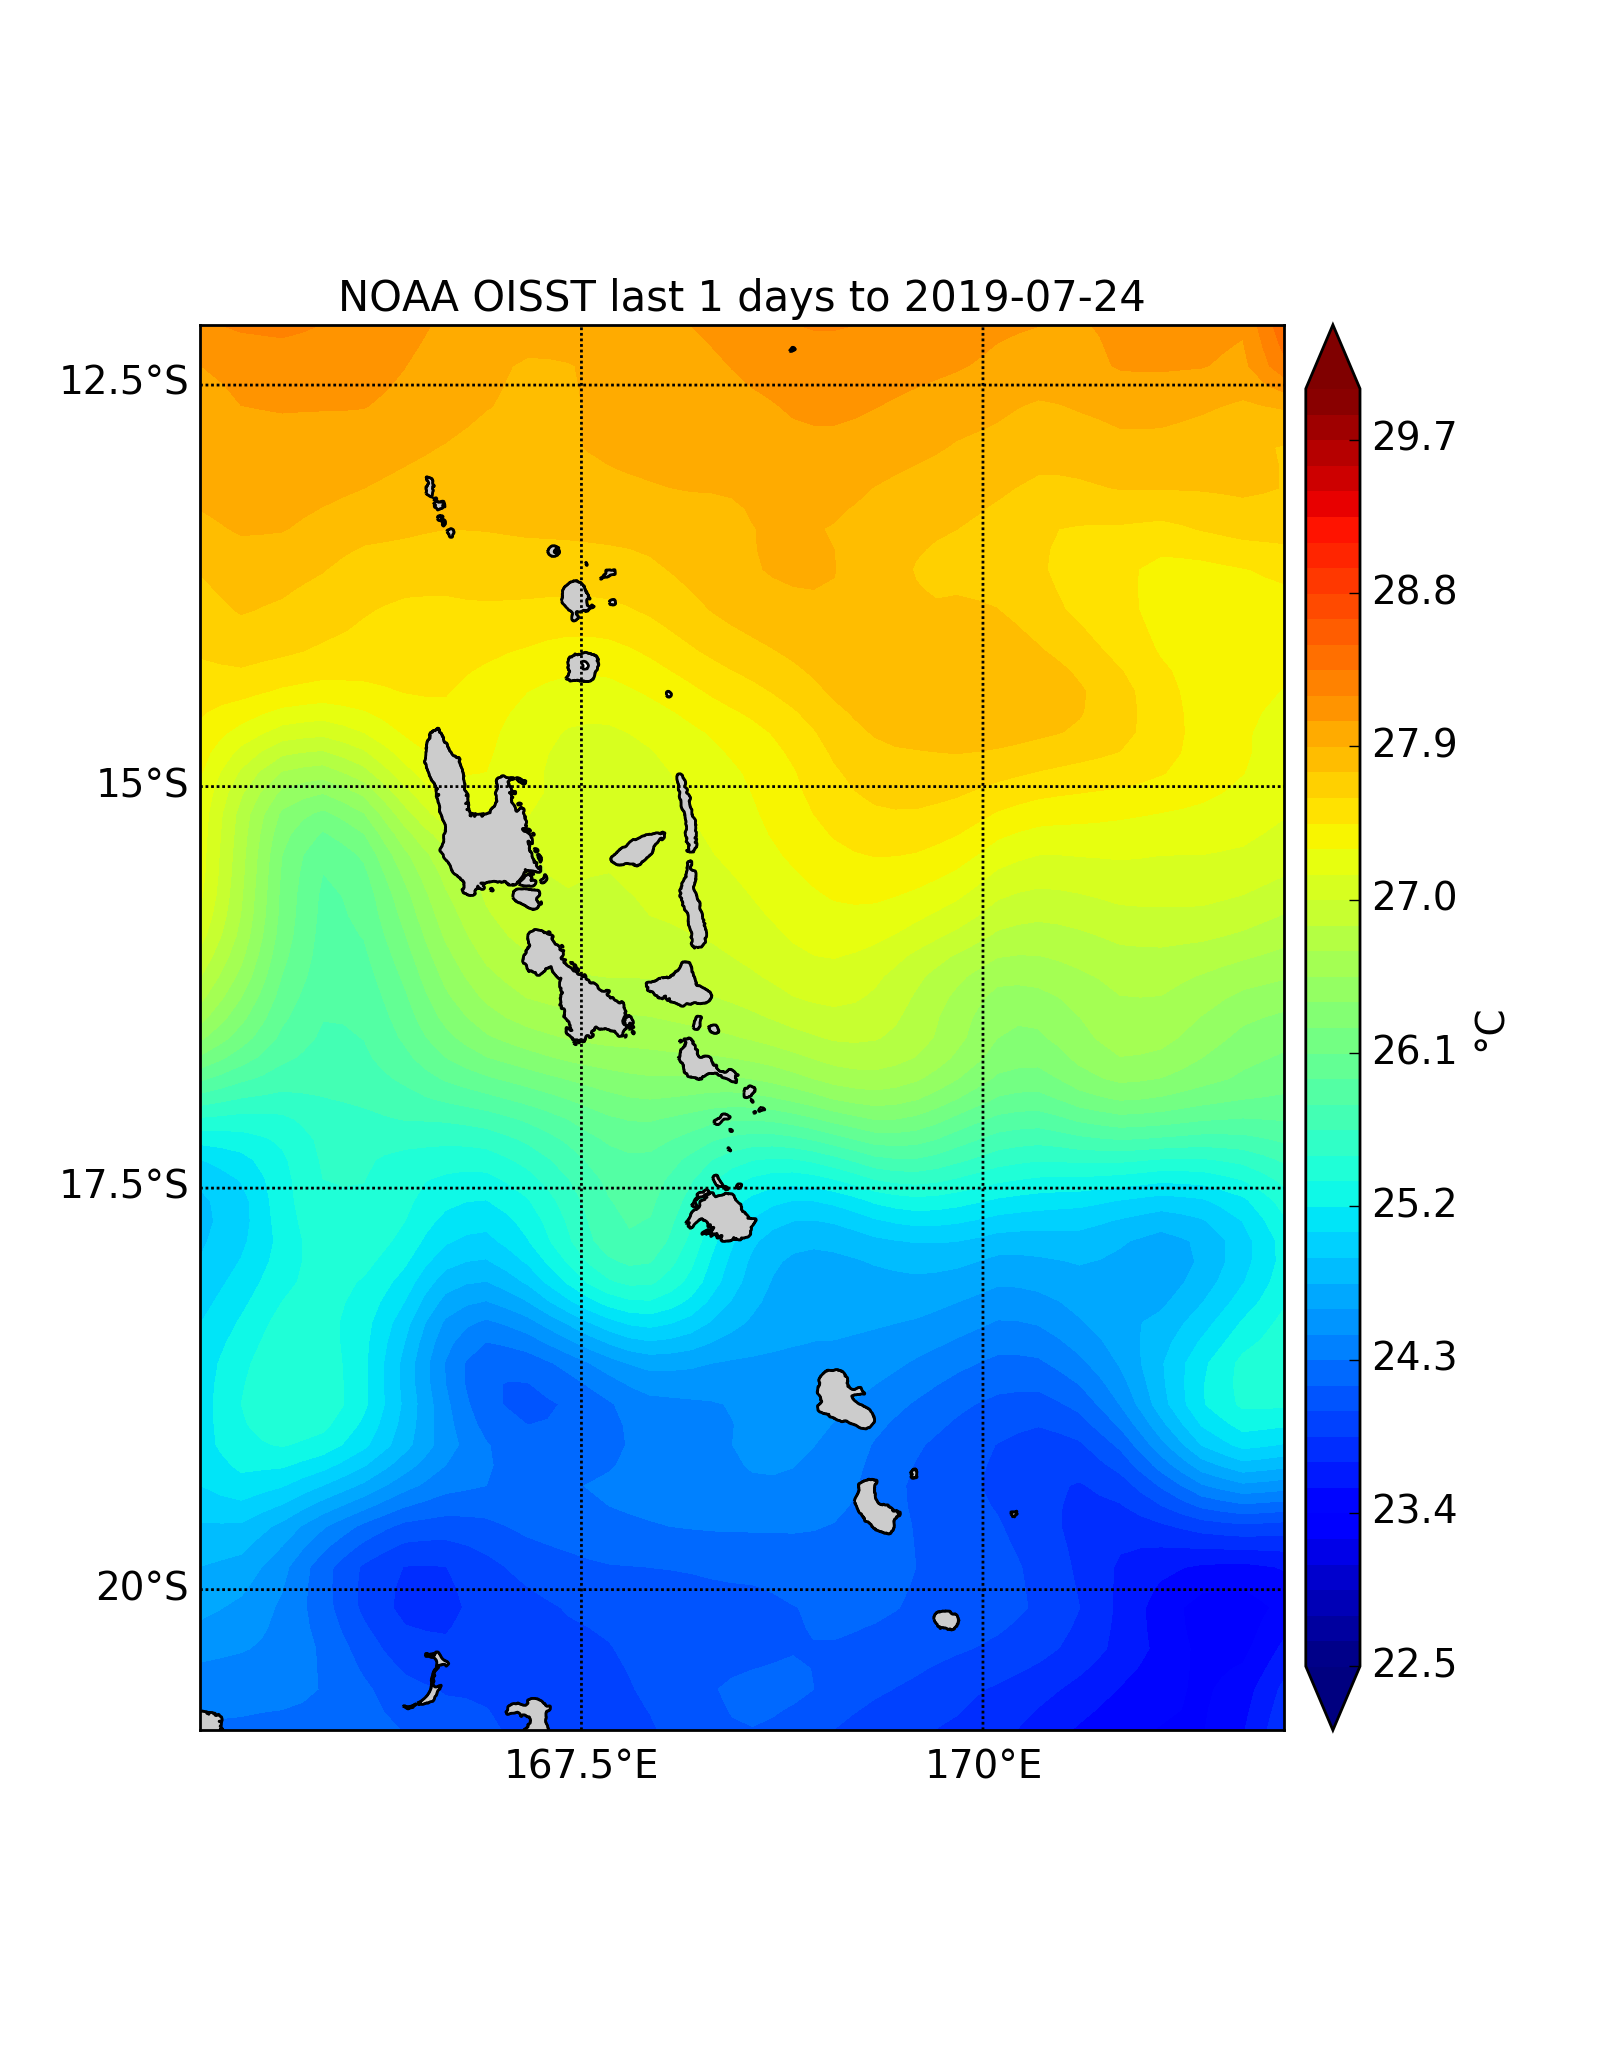 NOAA OISST last 1 days to 2019-07-24
12.5°S
15°S
17.5°S
20°S
167.5°E
170°E
29.7
28.8
27.9
27.0
26.1
25.2
24.3
23.4
22.5
°C